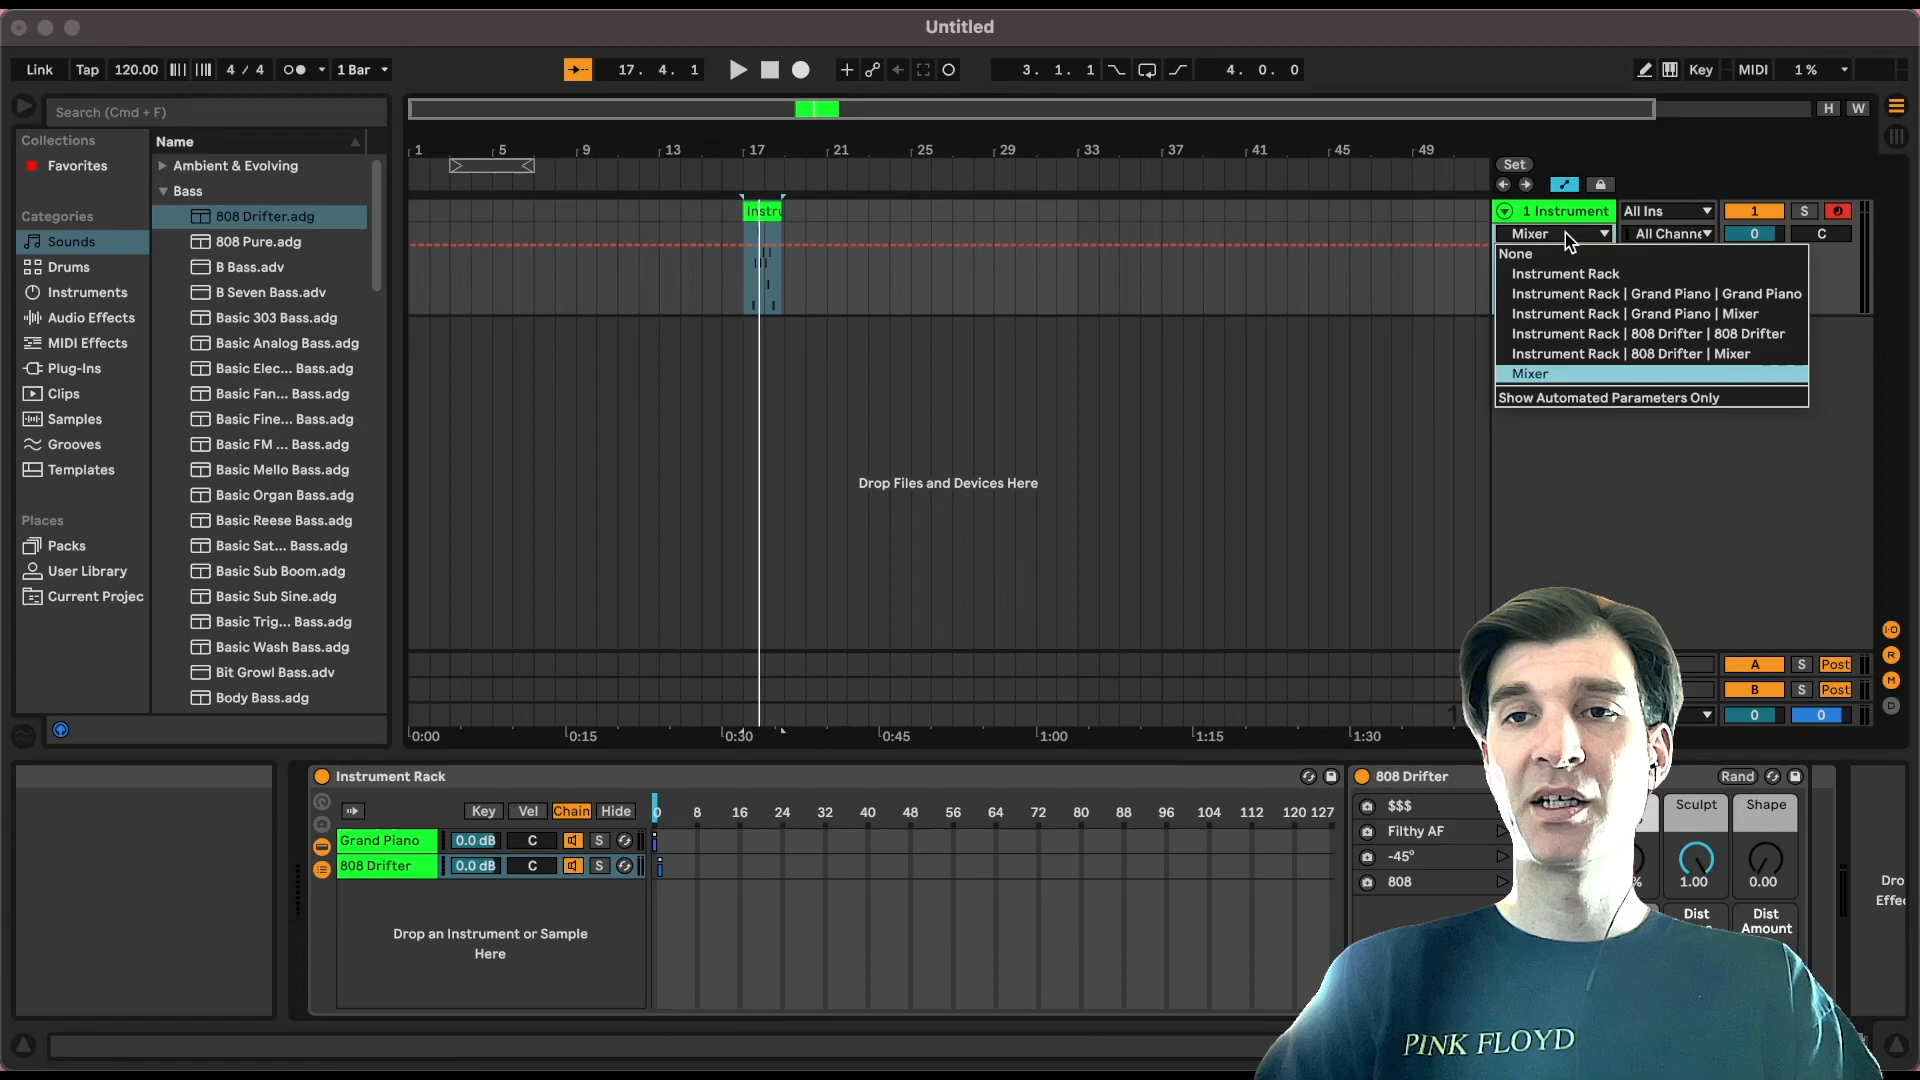 Untitled
Link Tap 120.00 4 / 4 1 Bar 17. 4. 1 3. 1. 1 4. 0. 0 Key MIDI 1 %
Search (Cmd + F)
H W
Collections
Favorites
Categories
Sounds
Drums
Instruments
Audio Effects
MIDI Effects
Plug-Ins
Clips
Samples
Grooves
Templates
Places
Packs
User Library
Current Projec
Name
Ambient & Evolving
Bass
808 Drifter.adg
808 Pure.adg
B Bass.adv
B Seven Bass.adv
Basic 303 Bass.adg
Basic Analog Bass.adg
Basic Elec... Bass.adg
Basic Fan... Bass.adg
Basic Fine... Bass.adg
Basic FM ... Bass.adg
Basic Mello Bass.adg
Basic Organ Bass.adg
Basic Reese Bass.adg
Basic Sat... Bass.adg
Basic Sub Boom.adg
Basic Sub Sine.adg
Basic Trig... Bass.adg
Basic Wash Bass.adg
Bit Growl Bass.adv
Body Bass.adg
1 5 9 13 17 21 25 29 33 37 41 45 49
Set
Instru
1 Instrument All Ins 1 S
Mixer All Channe 0 C
None
Instrument Rack
Instrument Rack | Grand Piano | Grand Piano
Instrument Rack | Grand Piano | Mixer
Instrument Rack | 808 Drifter | 808 Drifter
Instrument Rack | 808 Drifter | Mixer
Mixer
Show Automated Parameters Only
Drop Files and Devices Here
I·O
R
M
D
A S Post
B S Post
0 0
0:00 0:15 0:30 0:45 1:00 1:15 1:30
Instrument Rack
Key Vel Chain Hide 0 8 16 24 32 40 48 56 64 72 80 88 96 104 112 120 127
Grand Piano 0.0 dB C S
808 Drifter 0.0 dB C S
Drop an Instrument or Sample
Here
808 Drifter Rand
$$$
Filthy AF
-45°
808
Sculpt Shape
% 1.00 0.00
Dist Dist
Amount
Dro
Effec
PINK FLOYD